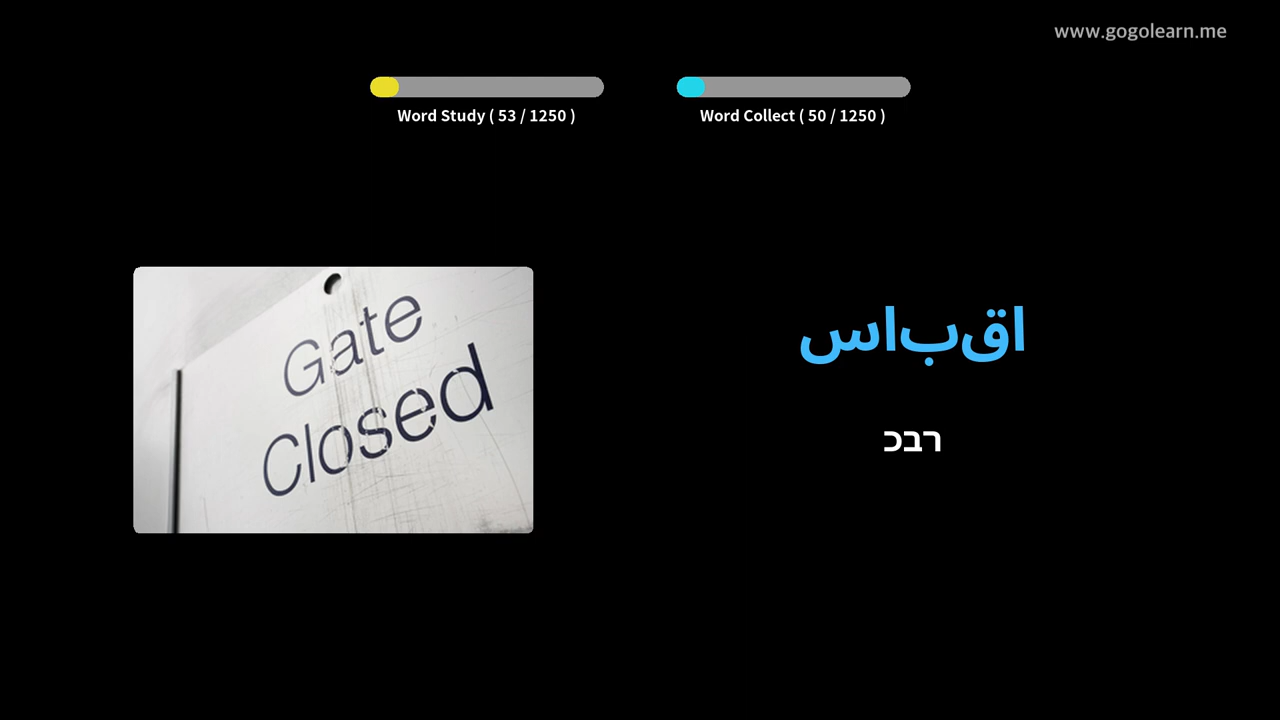 www.gogolearn.me
Word Study ( 53 / 1250 )
Word Collect ( 50 / 1250 )
Gate
Closed
اقباس
רבכ